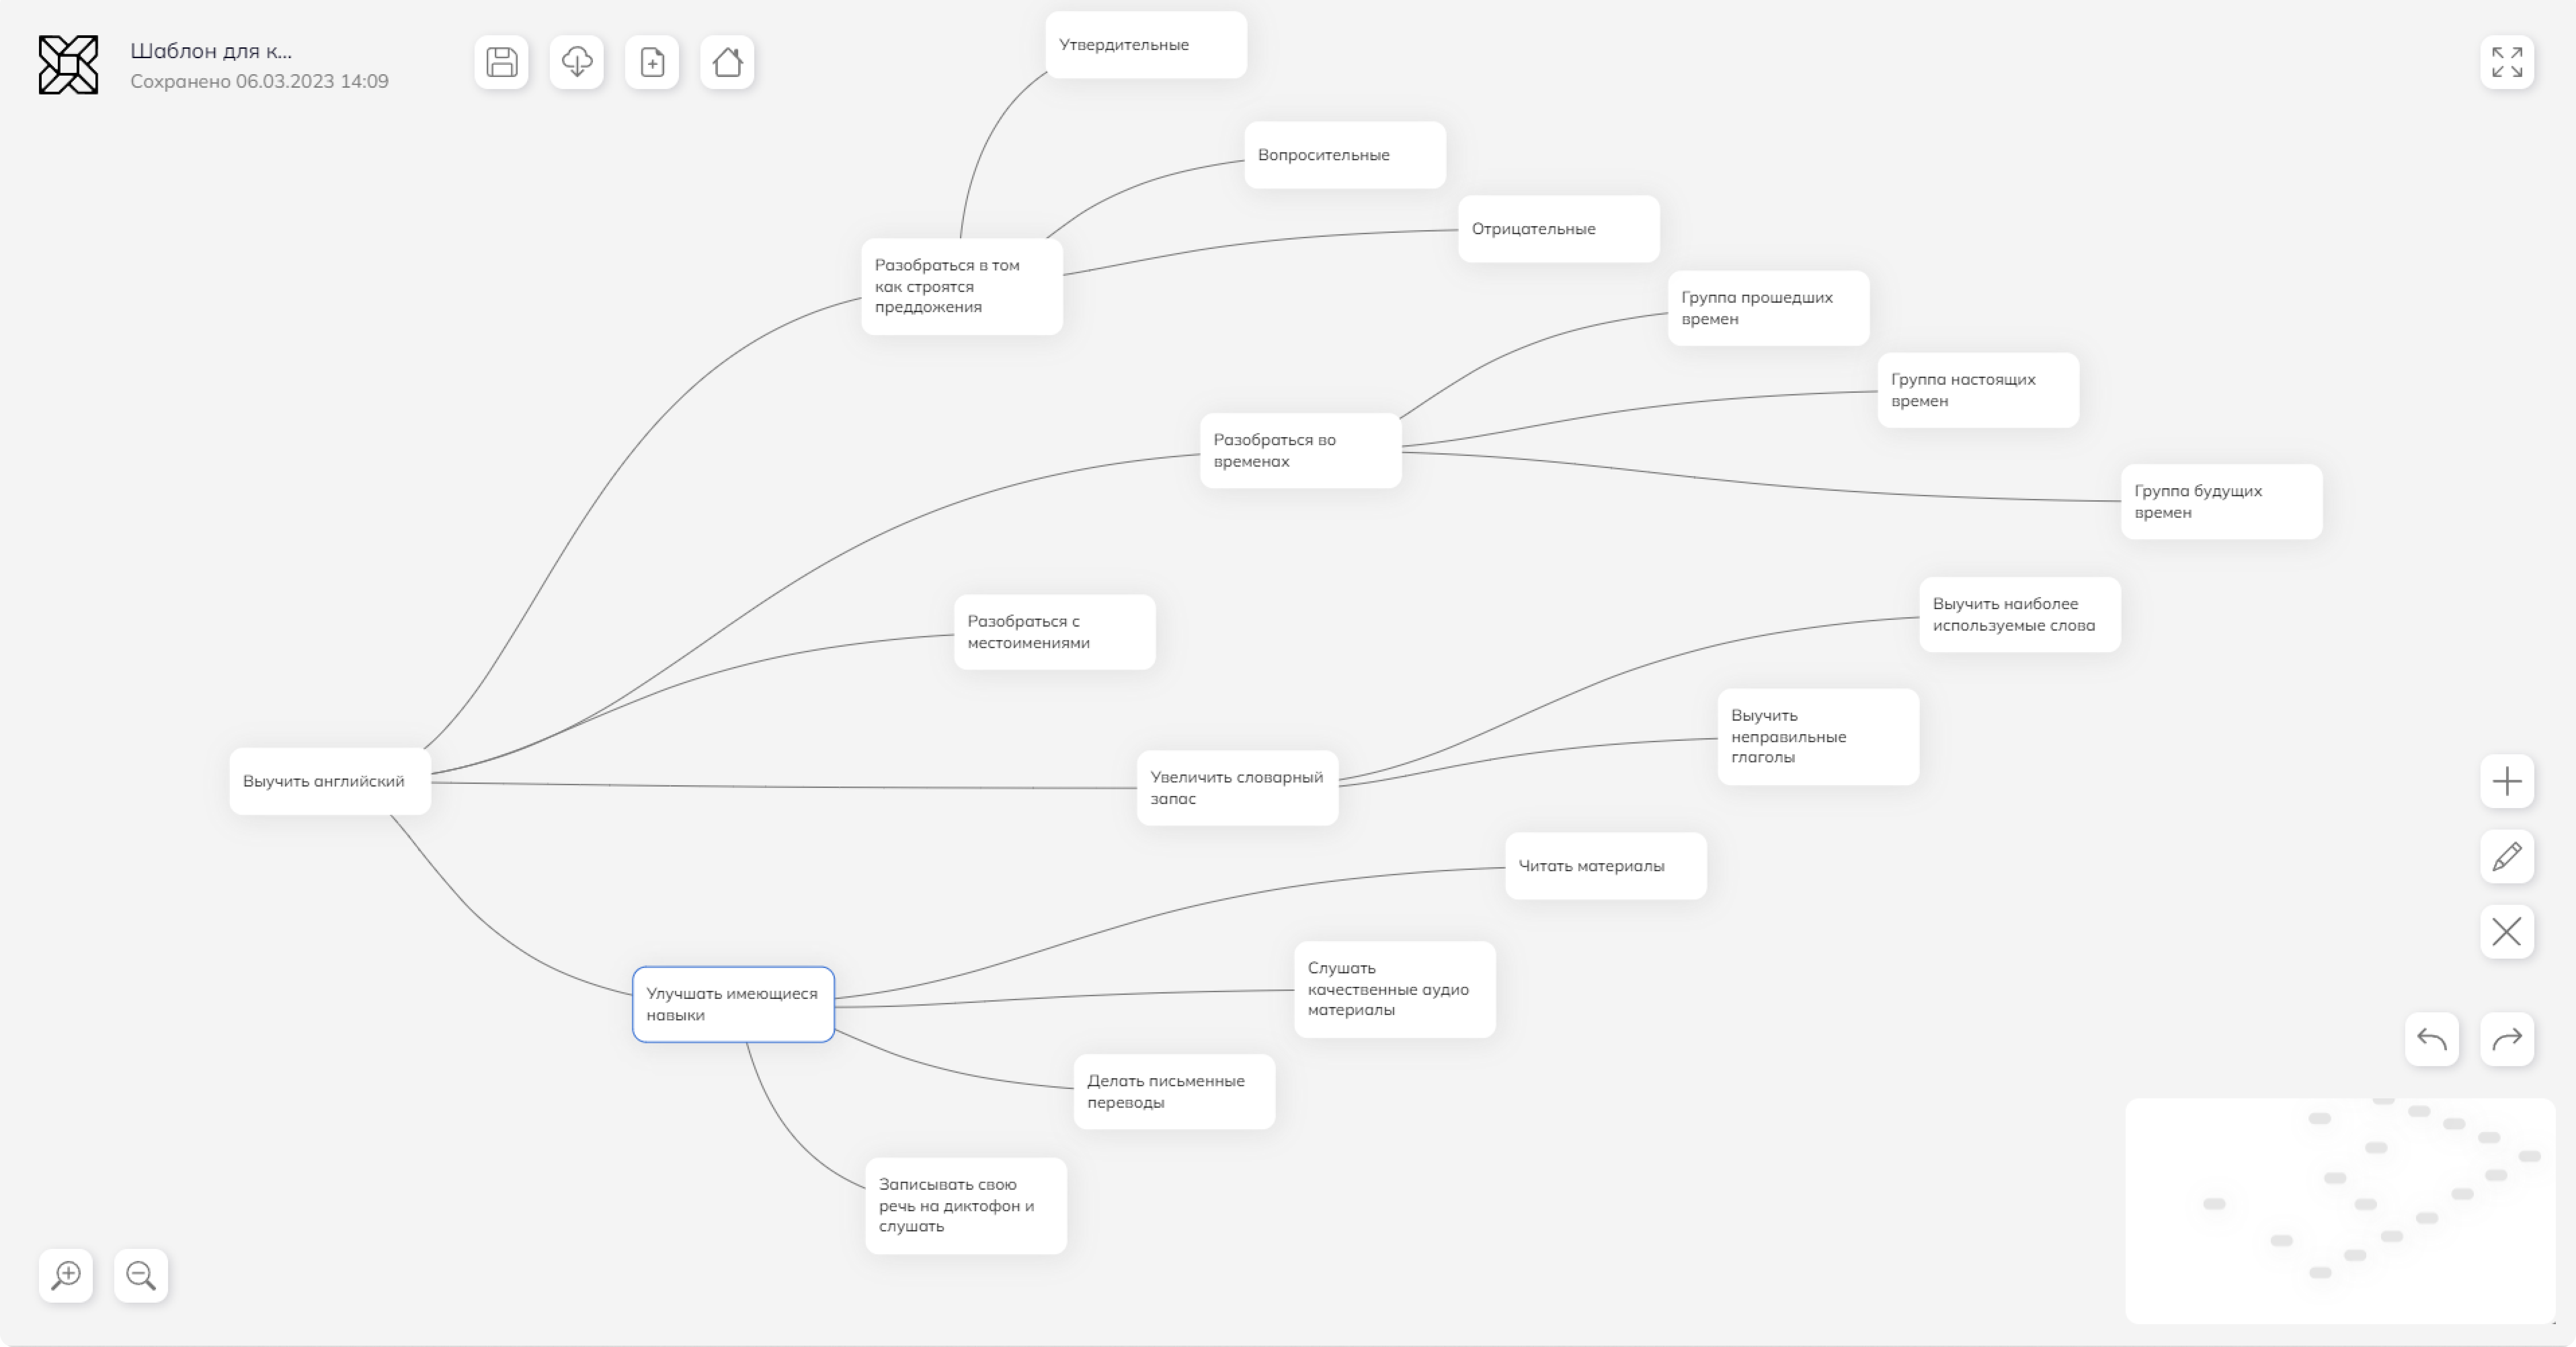 Шаблон для к...
Сохранено 06.03.2023 14:09
Утвердительные
Вопросительные
Отрицательные
Разобраться в том
как строятся
преддожения
Группа прошедших
времен
Группа настоящих
времен
Разобраться во
временах
Группа будущих
времен
Выучить наиболее
используемые слова
Разобраться с
местоимениями
Выучить
неправильные
глаголы
Выучить английский
Увеличить словарный
запас
Читать материалы
Слушать
качественные аудио
материалы
Улучшать имеющиеся
навыки
Делать письменные
переводы
Записывать свою
речь на диктофон и
слушать